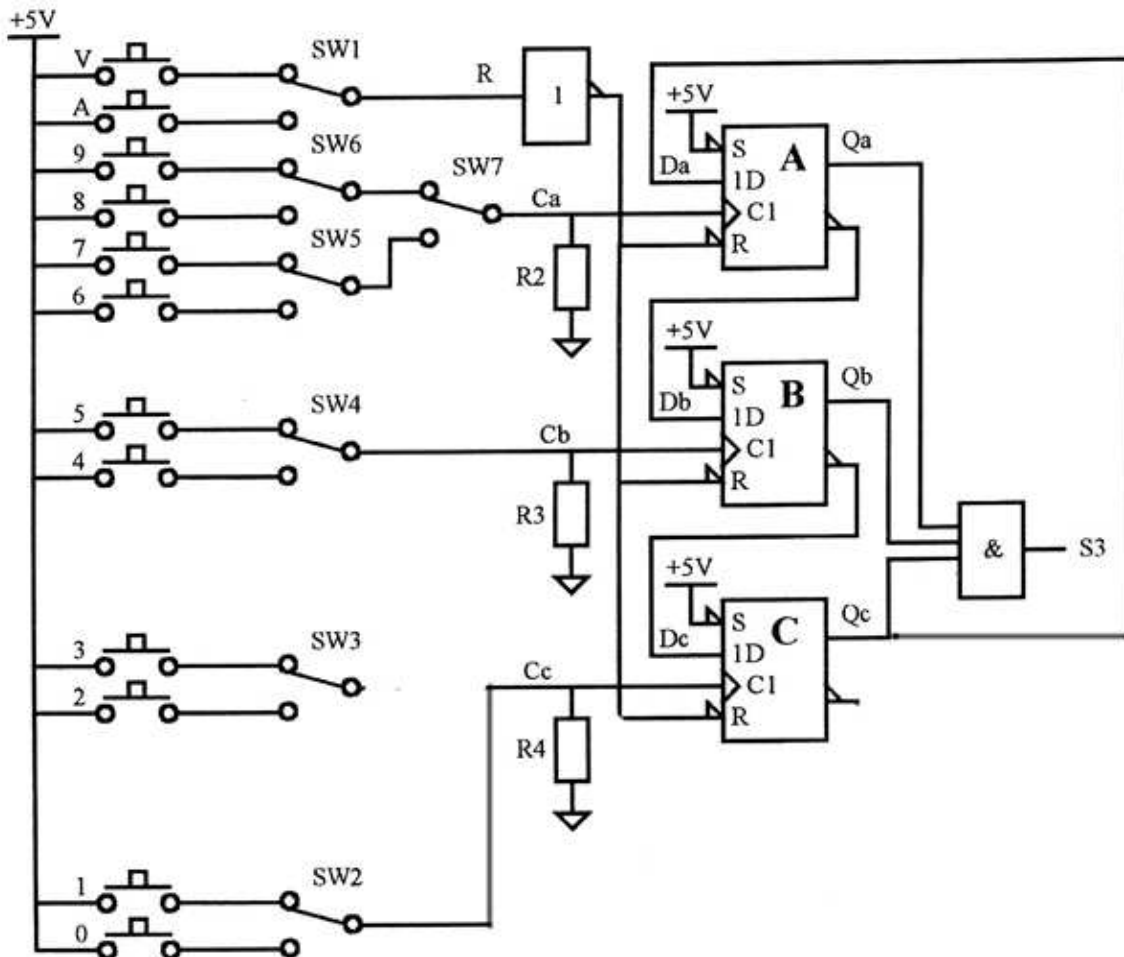 +5V
V
SW1
R
1
A
+5V
Qa
9
SW6
S
A
SW7
Da
1D
8
Ca
C1
7
SW5
R
R2
6
+5V
S
B
Qb
5
SW4
Db
1D
Cb
C1
4
R
R3
+5V
&
S3
S
C
Qc
3
SW3
Dc
1D
Cc
C1
2
R
R4
1
SW2
0